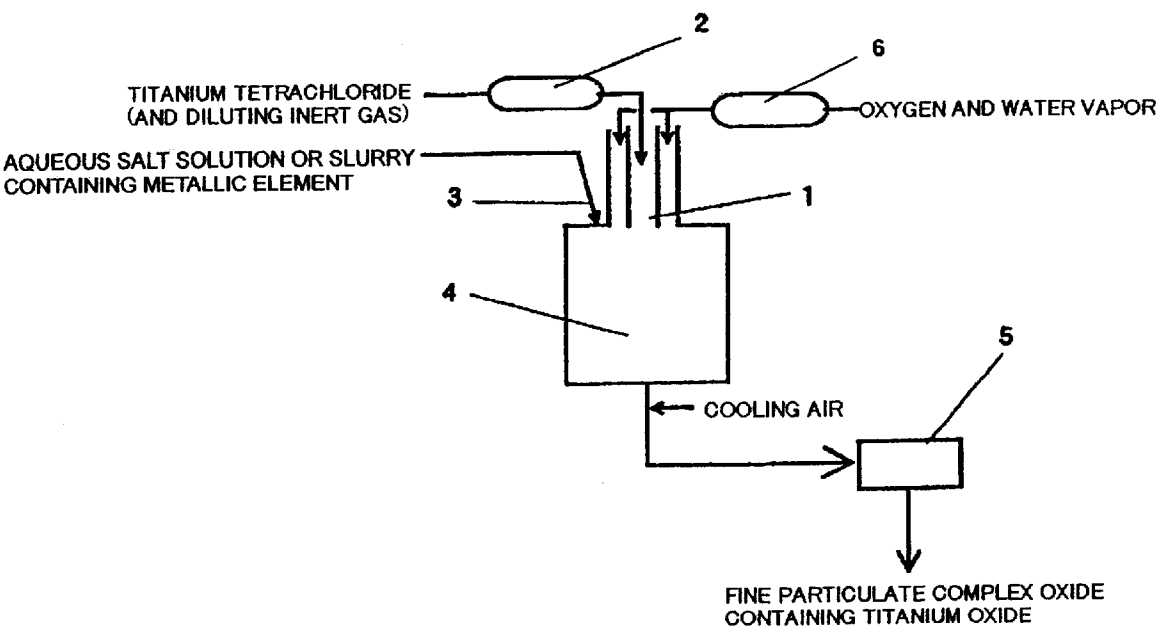 2
6
TITANIUM TETRACHLORIDE
(AND DILUTING INERT GAS)
OXYGEN AND WATER VAPOR
AQUEOUS SALT SOLUTION OR SLURRY
CONTAINING METALLIC ELEMENT
3
1
4
5
COOLING AIR
FINE PARTICULATE COMPLEX OXIDE
CONTAINING TITANIUM OXIDE